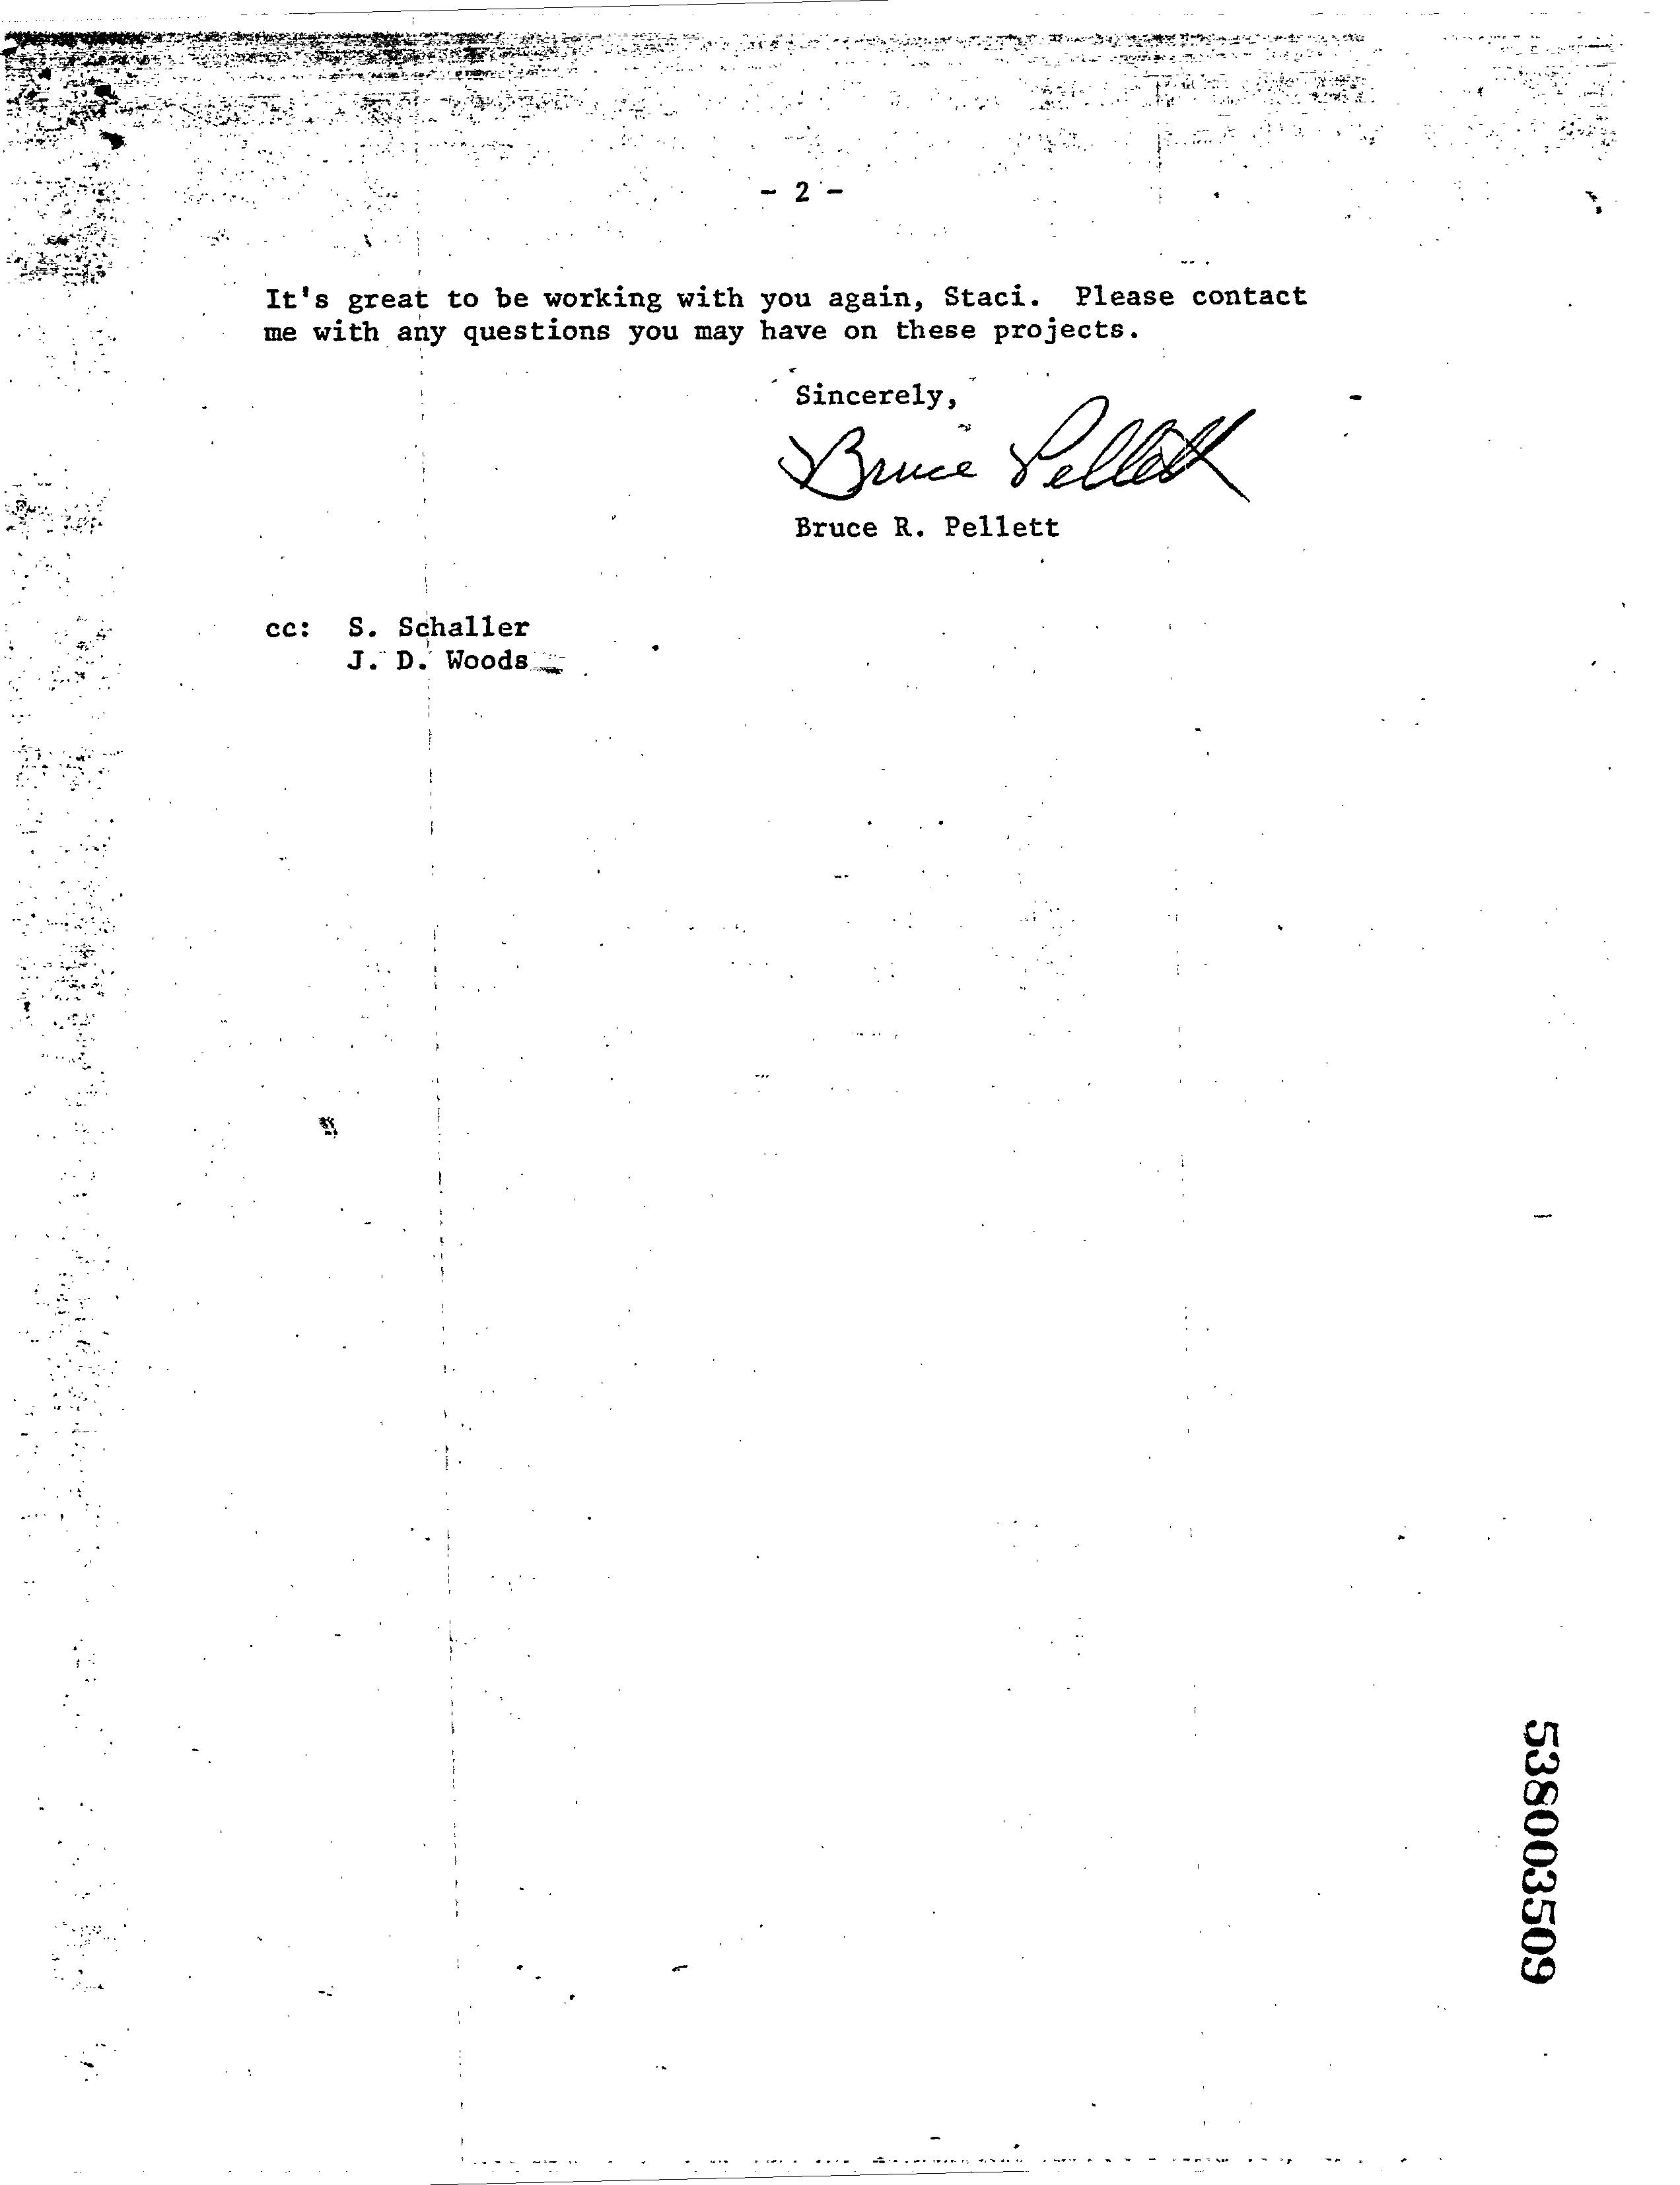 - 2 -
It's great to be working with you again, Staci.  Please contact
me with any questions you may have on these projects.
Sincerely,
Bruce Pellett
Bruce R. Pellett
cc:  S. Schaller
J. D. Woods
538003509